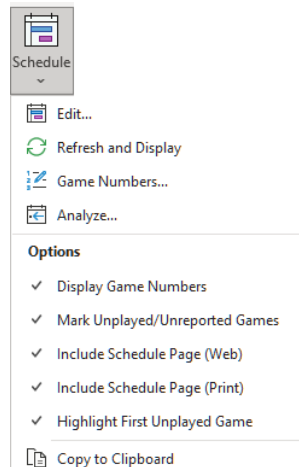 Schedule
Edit...
Refresh and Display
Game Numbers...
Analyze...
Options
Display Game Numbers
Mark Unplayed/Unreported Games
Include Schedule Page (Web)
Include Schedule Page (Print)
Highlight First Unplayed Game
Copy to Clipboard